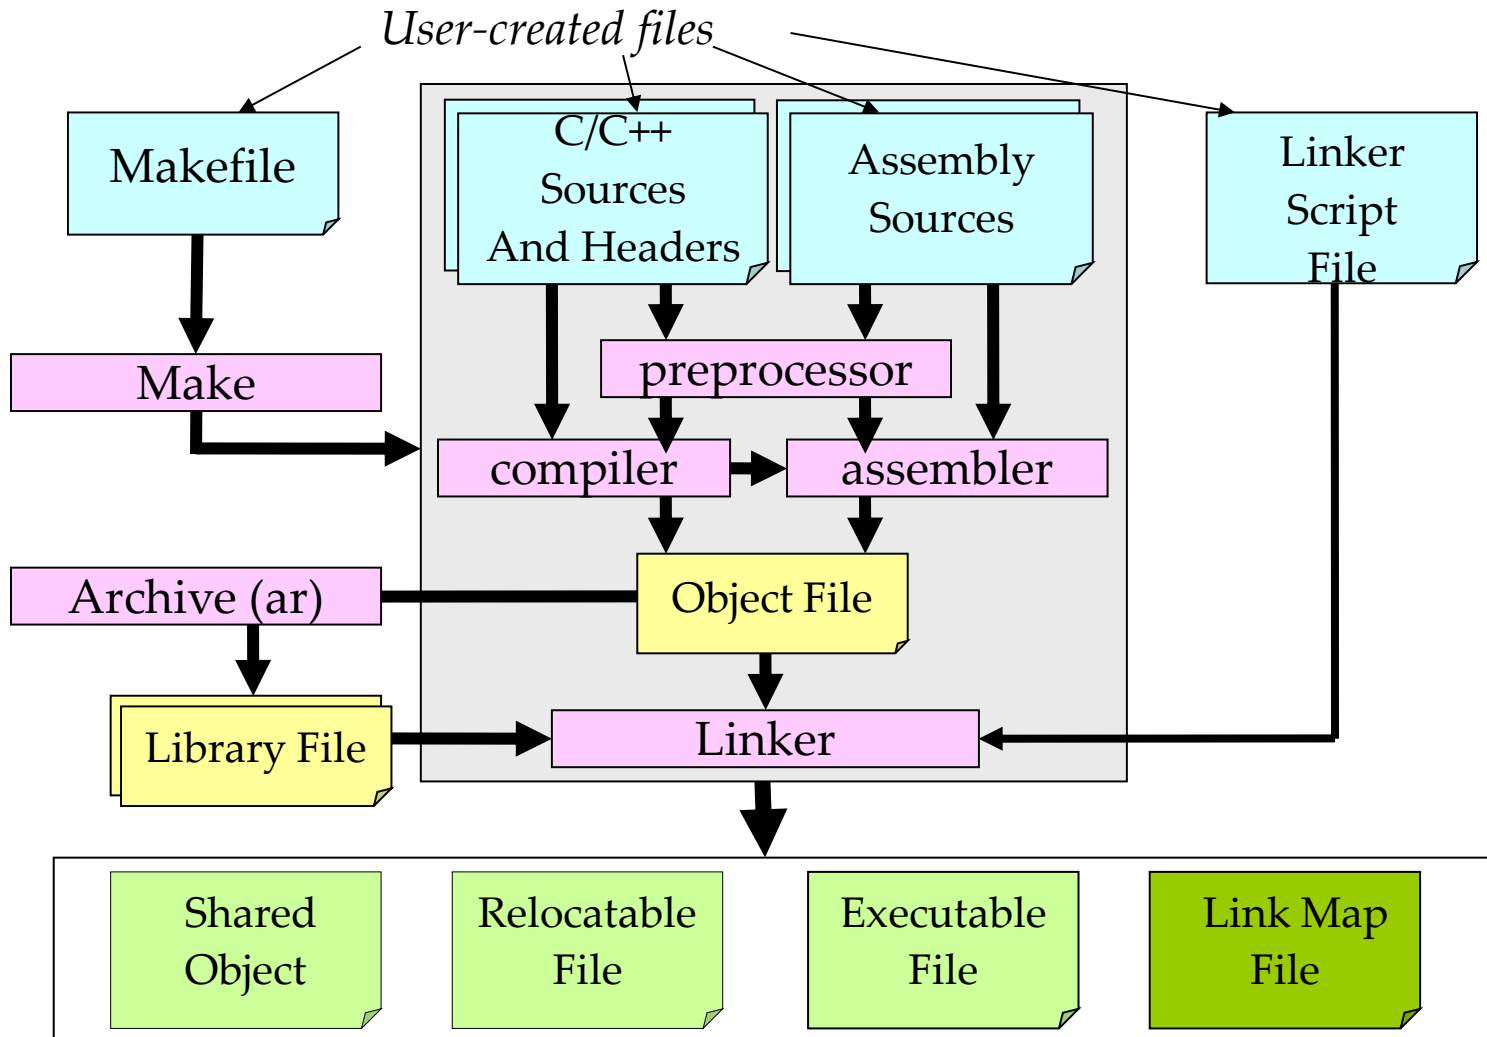 User-created files
Makefile
C/C++
Sources
And Headers
Assembly
Sources
Linker
Script
File
Make
preprocessor
compiler
assembler
Archive (ar)
Object File
Library File
Linker
Shared
Object
Relocatable
File
Executable
File
Link Map
File